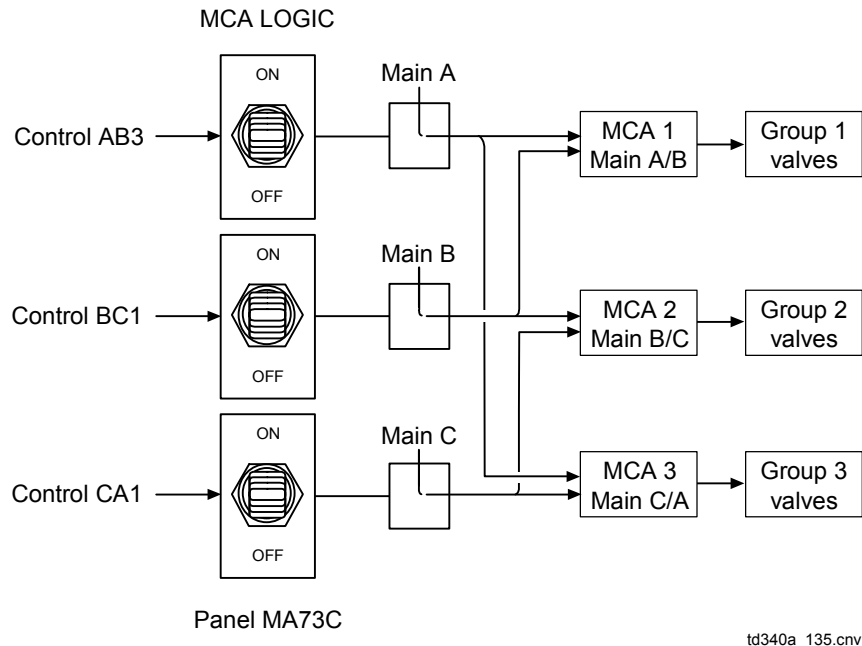 MCA LOGIC
ON
Main A
Control AB3
MCA 1
Main A/B
Group 1
valves
OFF
ON
Main B
Control BC1
MCA 2
Main B/C
Group 2
valves
OFF
ON
Main C
Control CA1
MCA 3
Main C/A
Group 3
valves
OFF
Panel MA73C
td340a_135.cnv